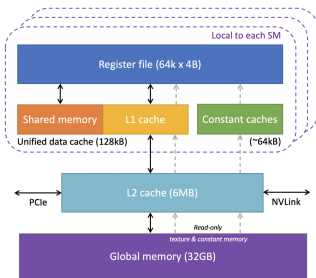 Local to each SM
Register file (64k x 4B)
Shared memory
L1 cache
Constant caches
Unified data cache (128kB)
(~64kB)
L2 cache (6MB)
PCIe
NVLink
Read-only
texture & constant memory
Global memory (32GB)